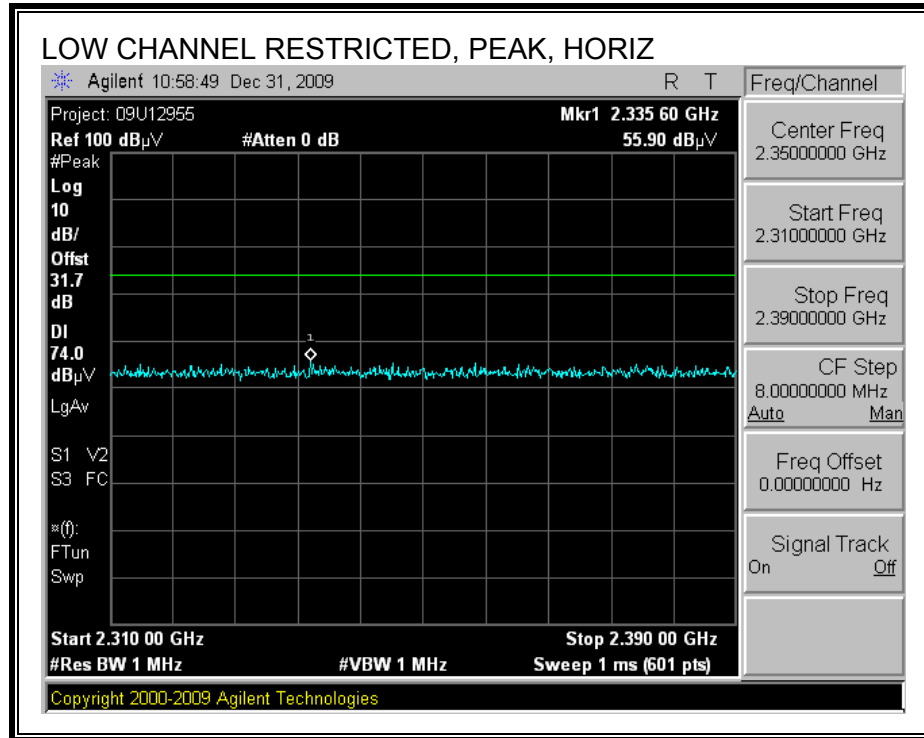 LOW CHANNEL RESTRICTED, PEAK, HORIZ
Agilent 10:58:49 Dec 31, 2009 R T
Project: 09U12955 Mkr1 2.335 60 GHz
Ref 100 dBµV #Atten 0 dB 55.90 dBµV
#Peak
Log
10
dB/
Offst
31.7
dB
DI
74.0
dBµV
LgAv
S1 V2
S3 FC
¤(f):
FTun
Swp
1
Start 2.310 00 GHz Stop 2.390 00 GHz
#Res BW 1 MHz #VBW 1 MHz Sweep 1 ms (601 pts)
Copyright 2000-2009 Agilent Technologies
Freq/Channel
Center Freq
2.35000000 GHz
Start Freq
2.31000000 GHz
Stop Freq
2.39000000 GHz
CF Step
8.00000000 MHz
Auto Man
Freq Offset
0.00000000 Hz
Signal Track
On Off